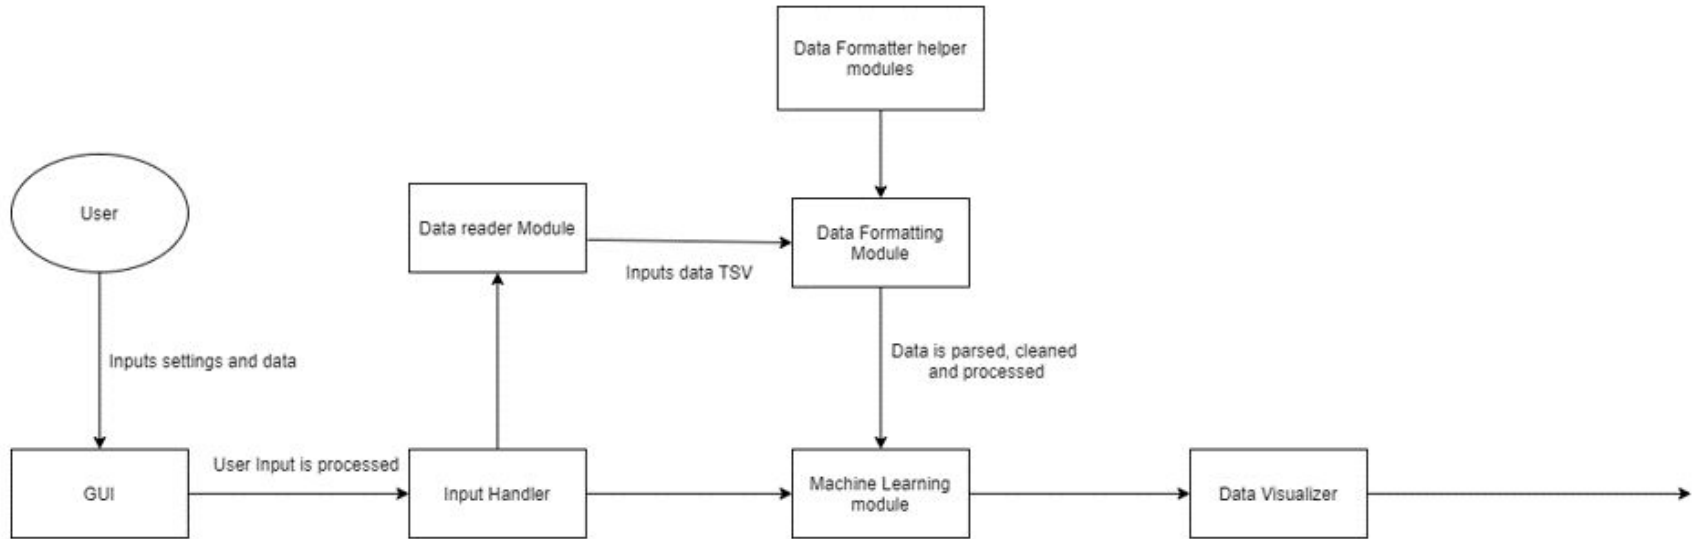 Data Formatter helper
modules
User
Data reader Module
Data Formatting
Module
Inputs data TSV
Inputs settings and data
Data is parsed, cleaned
and processed
User Input is processed
GUI
Input Handler
Machine Learning
module
Data Visualizer